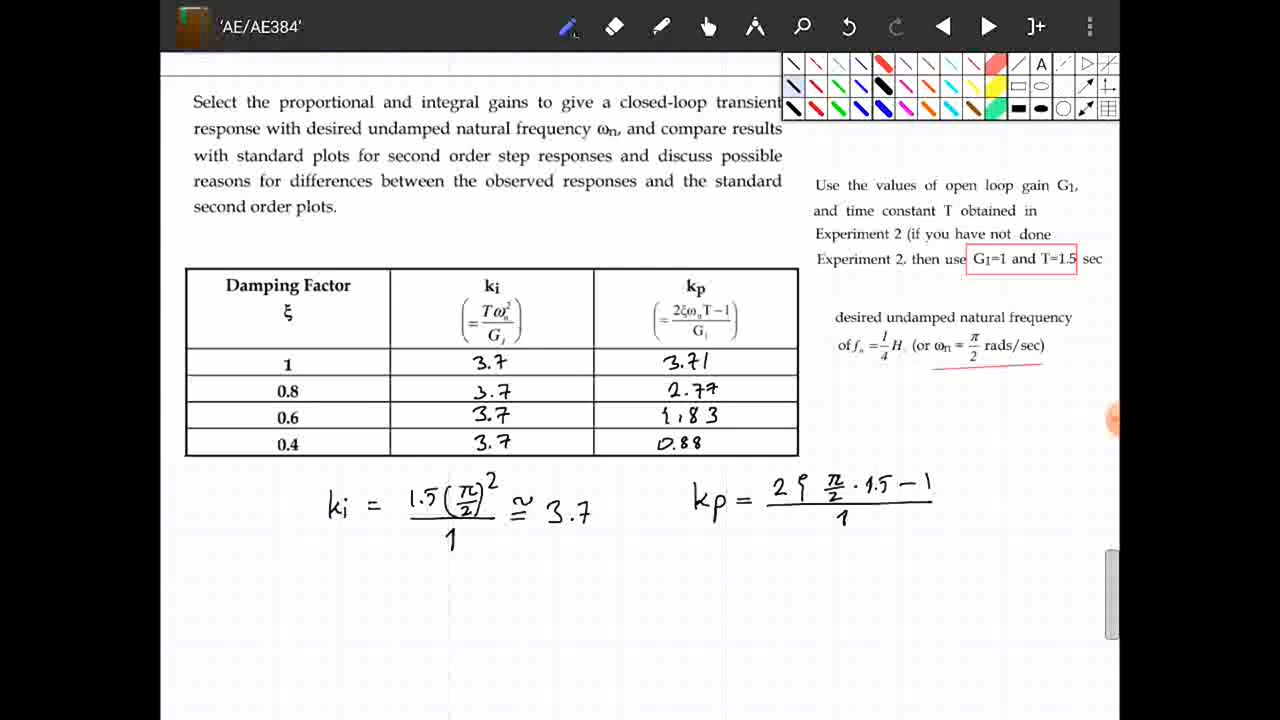 'AE/AE384'
A
Select the proportional and integral gains to give a closed-loop transient
response with desired undamped natural frequency ωn, and compare results
with standard plots for second order step responses and discuss possible
reasons for differences between the observed responses and the standard
second order plots.
Use the values of open loop gain G1,
and time constant T obtained in
Experiment 2 (if you have not done
Experiment 2, then use G1=1 and T=1.5 sec
desired undamped natural frequency
of fn = 1/4 H. (or ωn = π/2 rads/sec)
Damping Factor ξ ki (= Tωn²/G1) kp (= 2ξωnT−1/G1)
1 3.7 3.71
0.8 3.7 2.77
0.6 3.7 1.83
0.4 3.7 0.88
ki = 1.5(π/2)²/1 ≅ 3.7
kp = 2ξ π/2 · 1.5 − 1/1